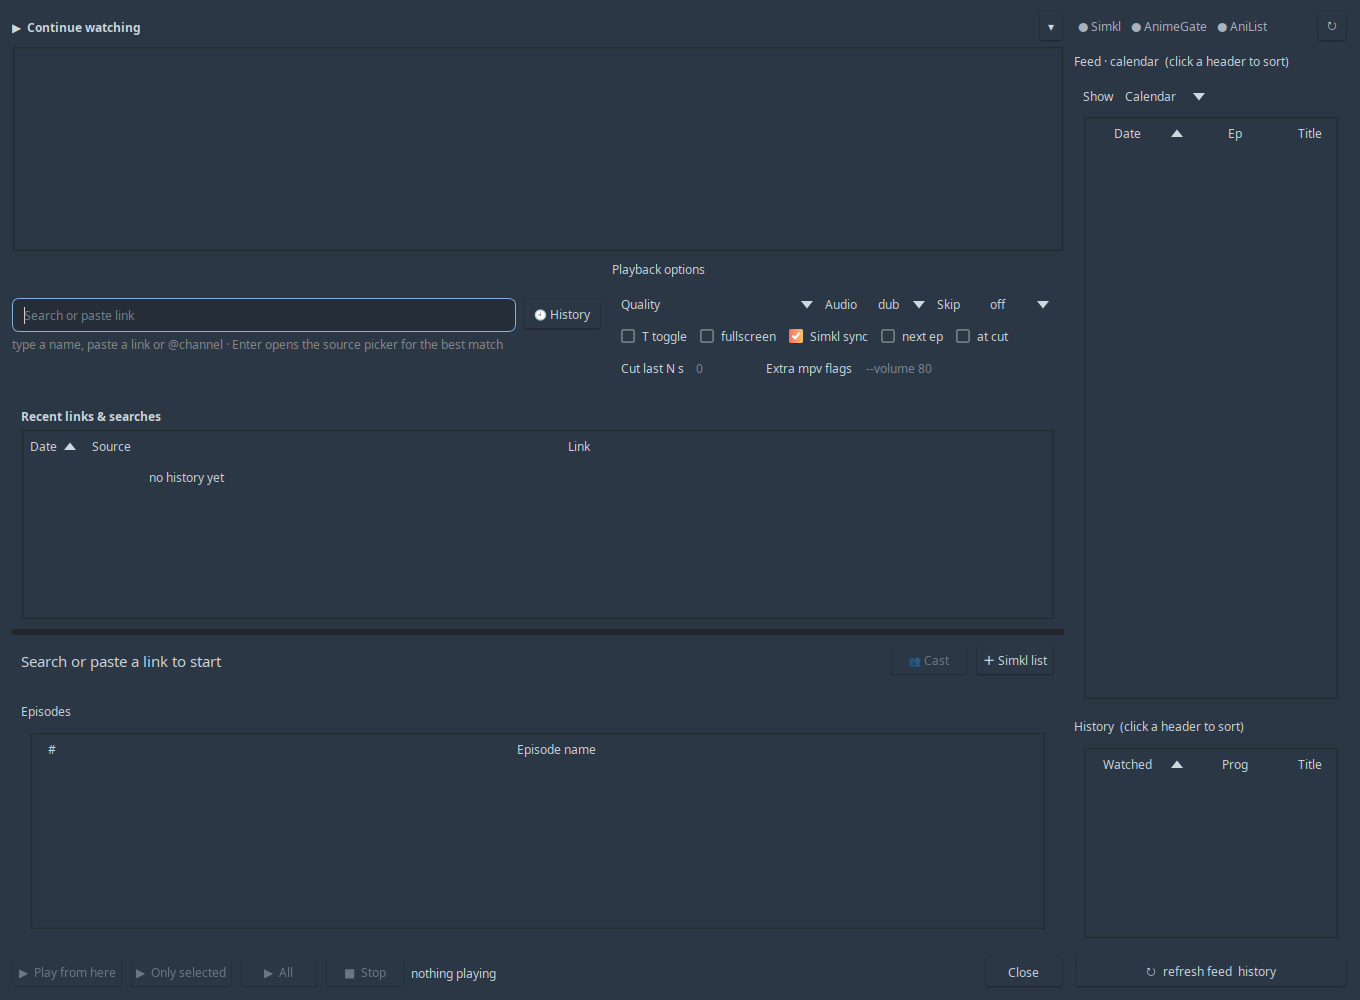 ▶ Continue watching
▼
● Simkl ● AnimeGate ● AniList
↻
Feed · calendar (click a header to sort)
Show Calendar
Date Ep Title
Playback options
Search or paste link
🕘 History
type a name, paste a link or @channel · Enter opens the source picker for the best match
Quality Audio dub Skip off
T toggle fullscreen Simkl sync next ep at cut
Cut last N s 0 Extra mpv flags --volume 80
Recent links & searches
Date Source Link
no history yet
Search or paste a link to start
👥 Cast
+ Simkl list
Episodes
# Episode name
History (click a header to sort)
Watched Prog Title
▶ Play from here ▶ Only selected ▶ All ■ Stop nothing playing
Close
↻ refresh feed history